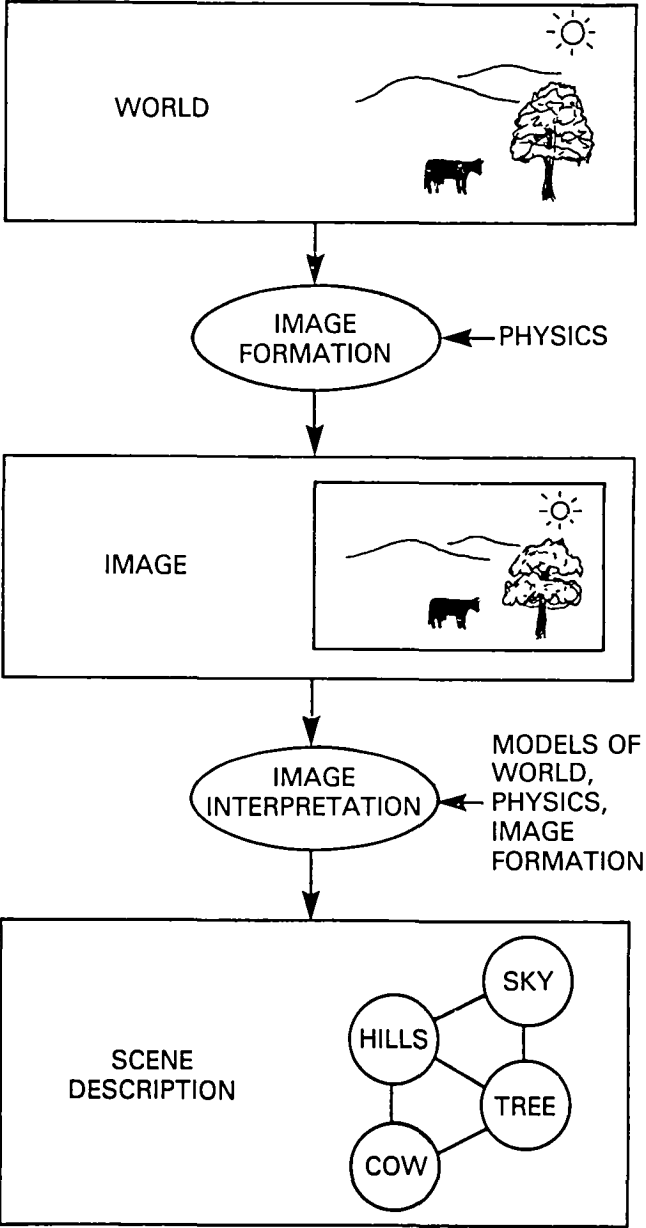 WORLD
IMAGE
FORMATION
PHYSICS
IMAGE
IMAGE
INTERPRETATION
MODELS OF
WORLD,
PHYSICS,
IMAGE
FORMATION
SCENE
DESCRIPTION
SKY
HILLS
TREE
COW